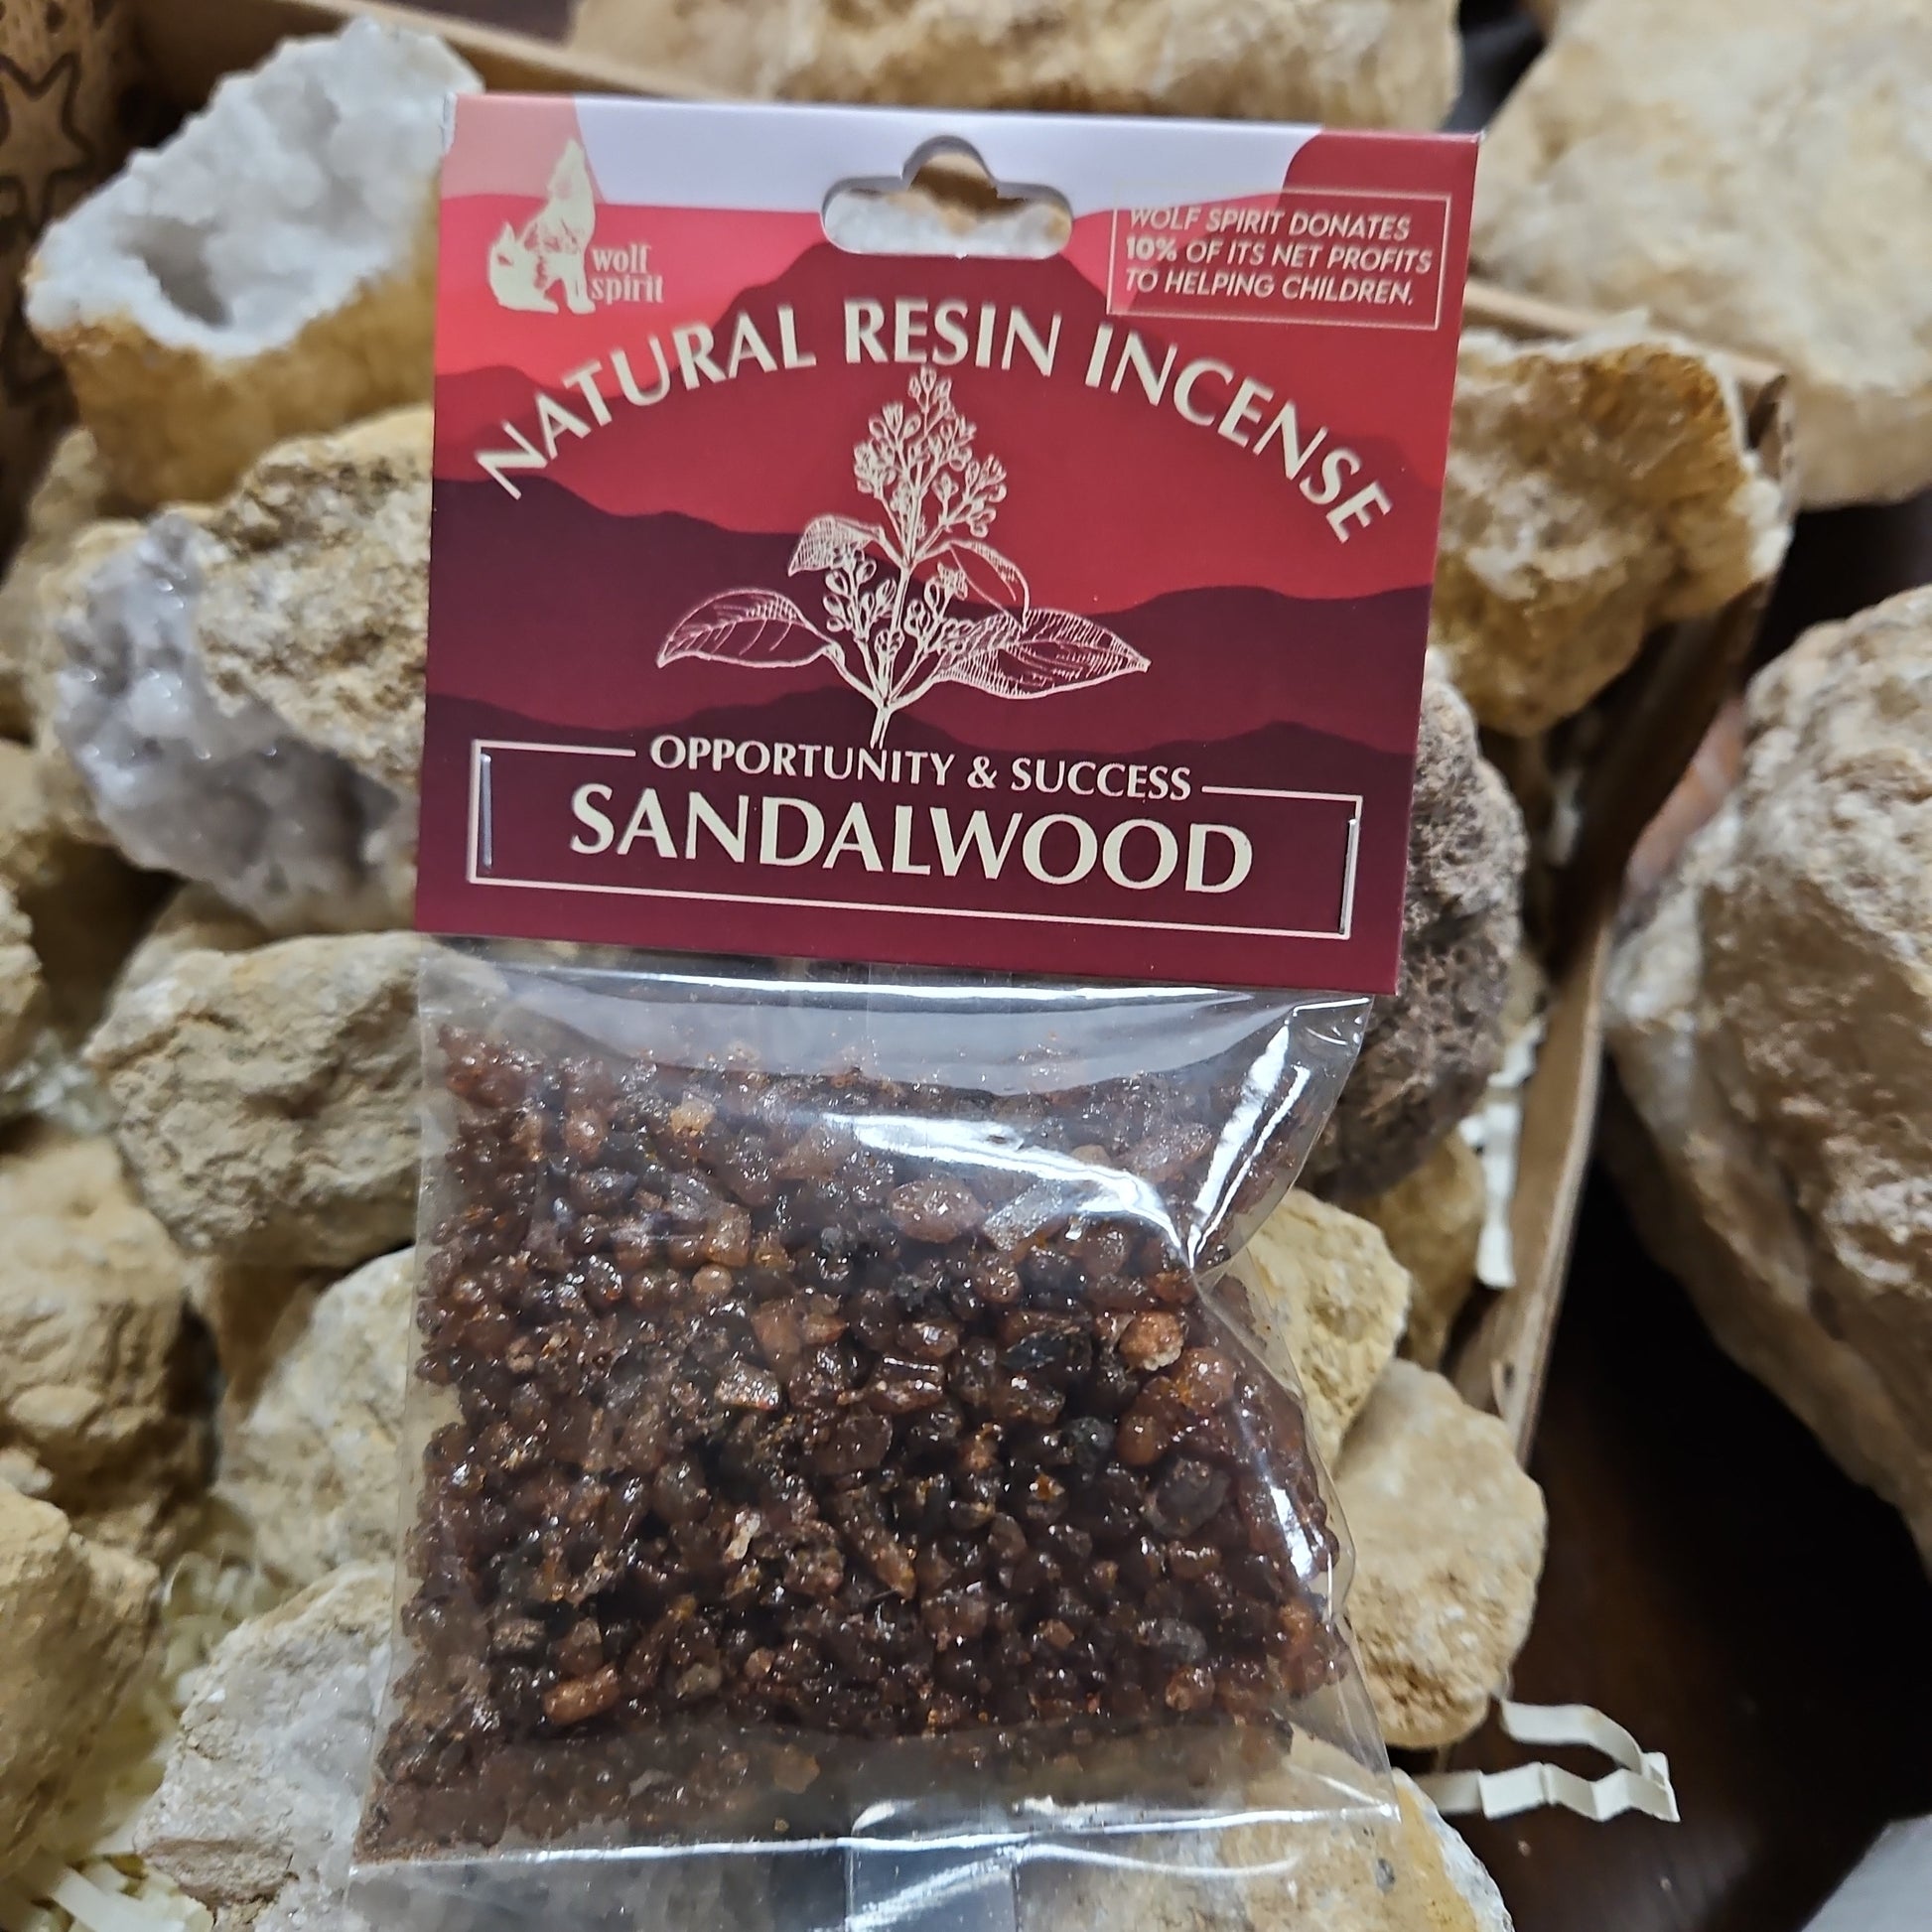 wolf
spirit
WOLF SPIRIT DONATES
10% OF ITS NET PROFITS
TO HELPING CHILDREN.
NATURAL RESIN INCENSE
OPPORTUNITY & SUCCESS
SANDALWOOD